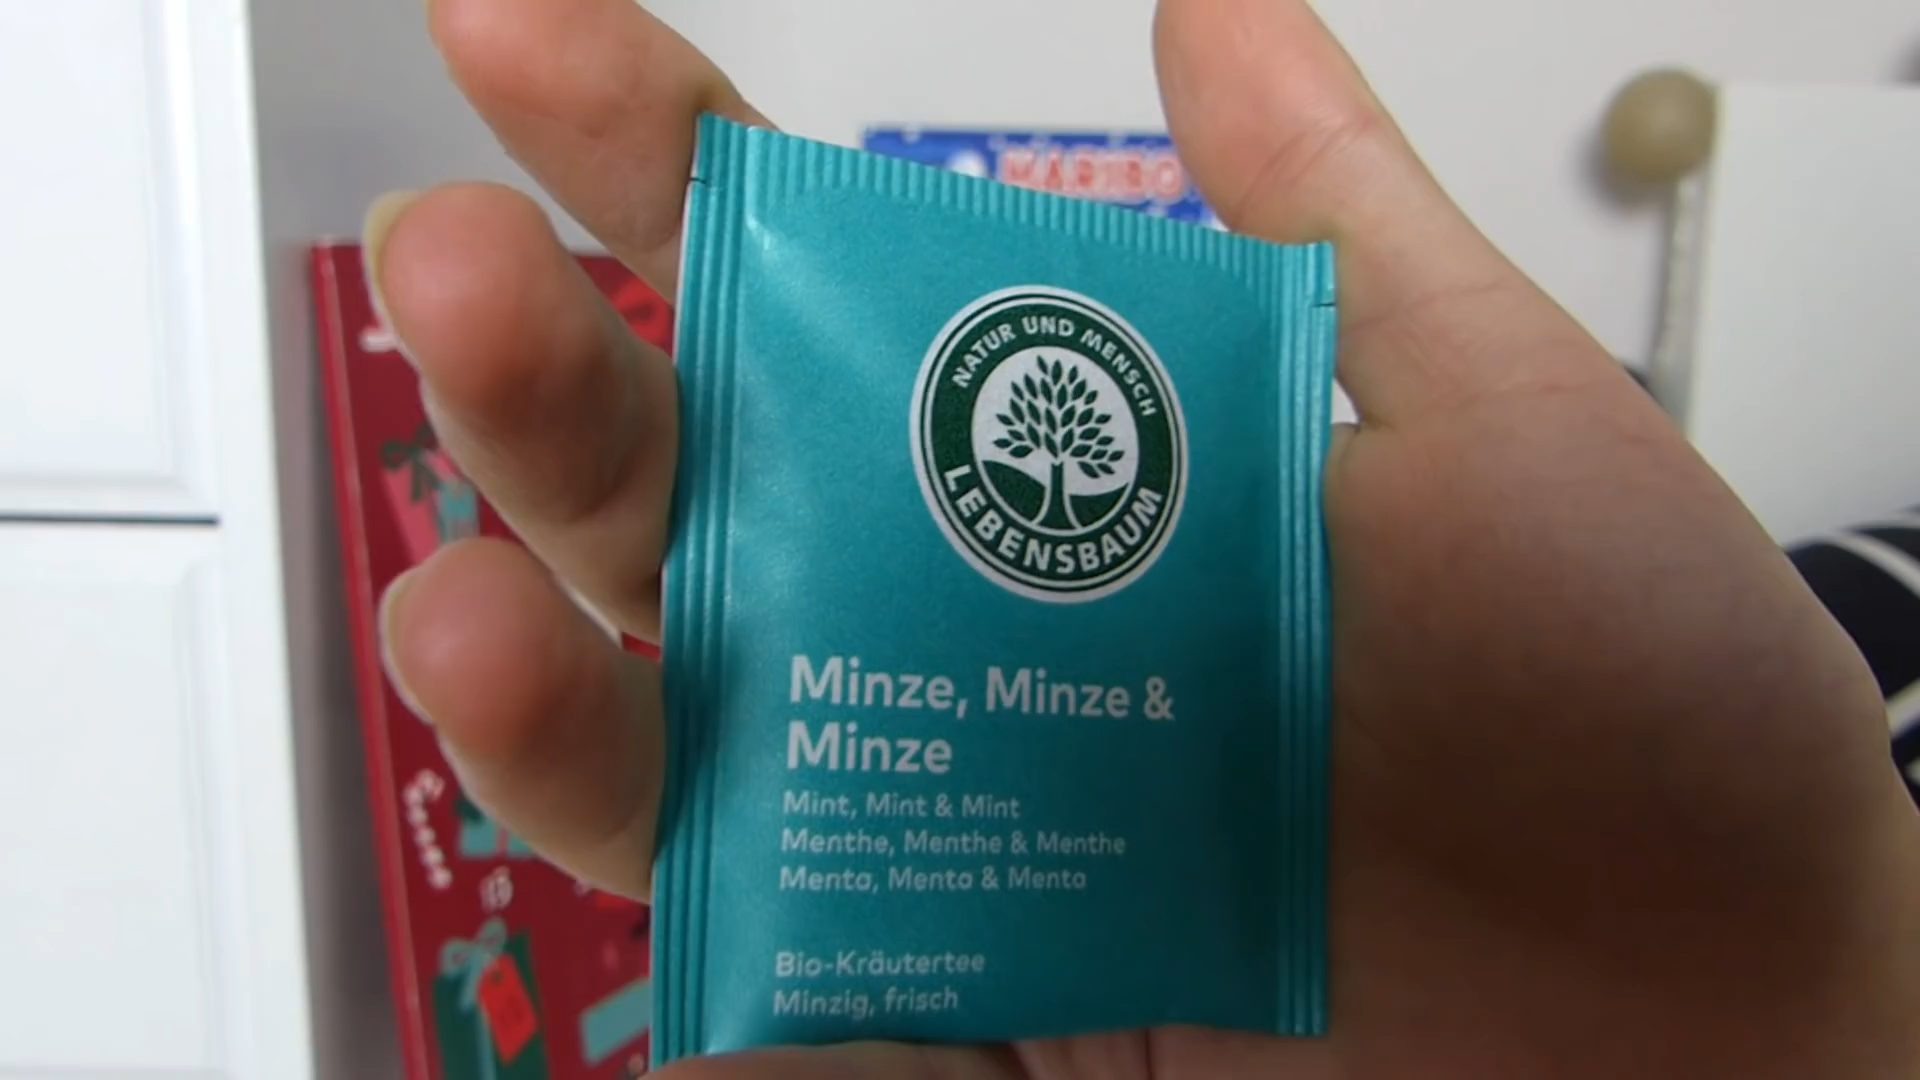 HARIBO
NATUR UND MENSCH
LEBENSBAUM
Minze, Minze &
Minze
Mint, Mint & Mint
Menthe, Menthe & Menthe
Menta, Menta & Menta
Bio-Kräutertee
Minzig, frisch